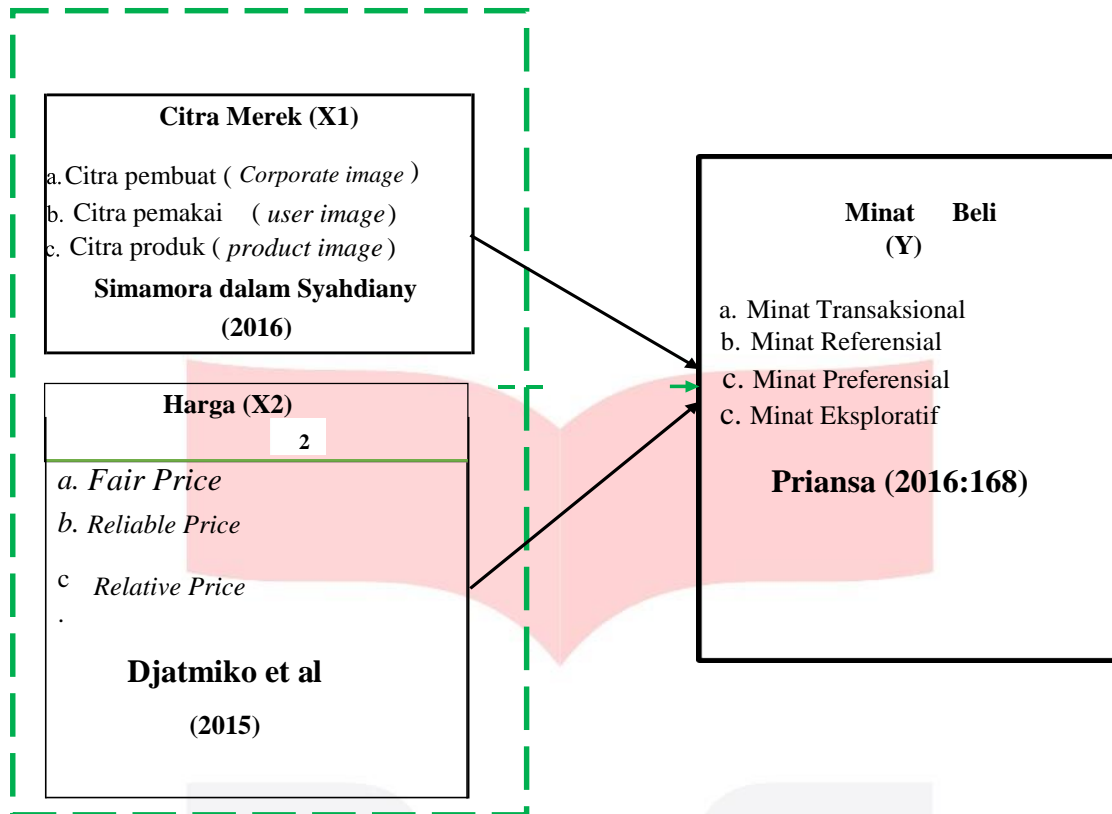 Citra Merek (X1)
a. Citra pembuat ( Corporate image )
b. Citra pemakai ( user image )
c. Citra produk ( product image )
Simamora dalam Syahdiany
(2016)
Harga (X2)
2
a. Fair Price
b. Reliable Price
c Relative Price
.
Djatmiko et al
(2015)
Minat Beli
(Y)
a. Minat Transaksional
b. Minat Referensial
c. Minat Preferensial
c. Minat Eksploratif
Priansa (2016:168)